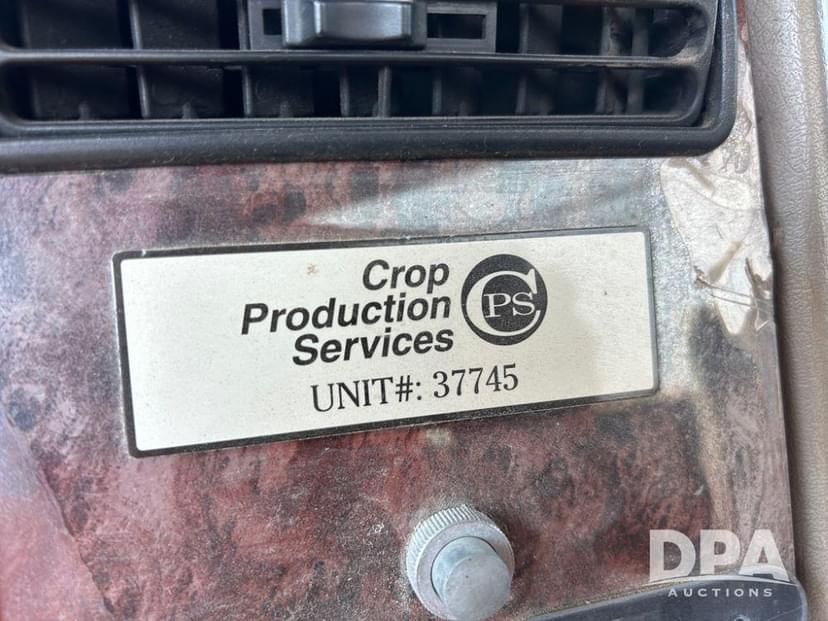 Crop
Production
Services
CPS
UNIT#: 37745
DPA
AUCTIONS